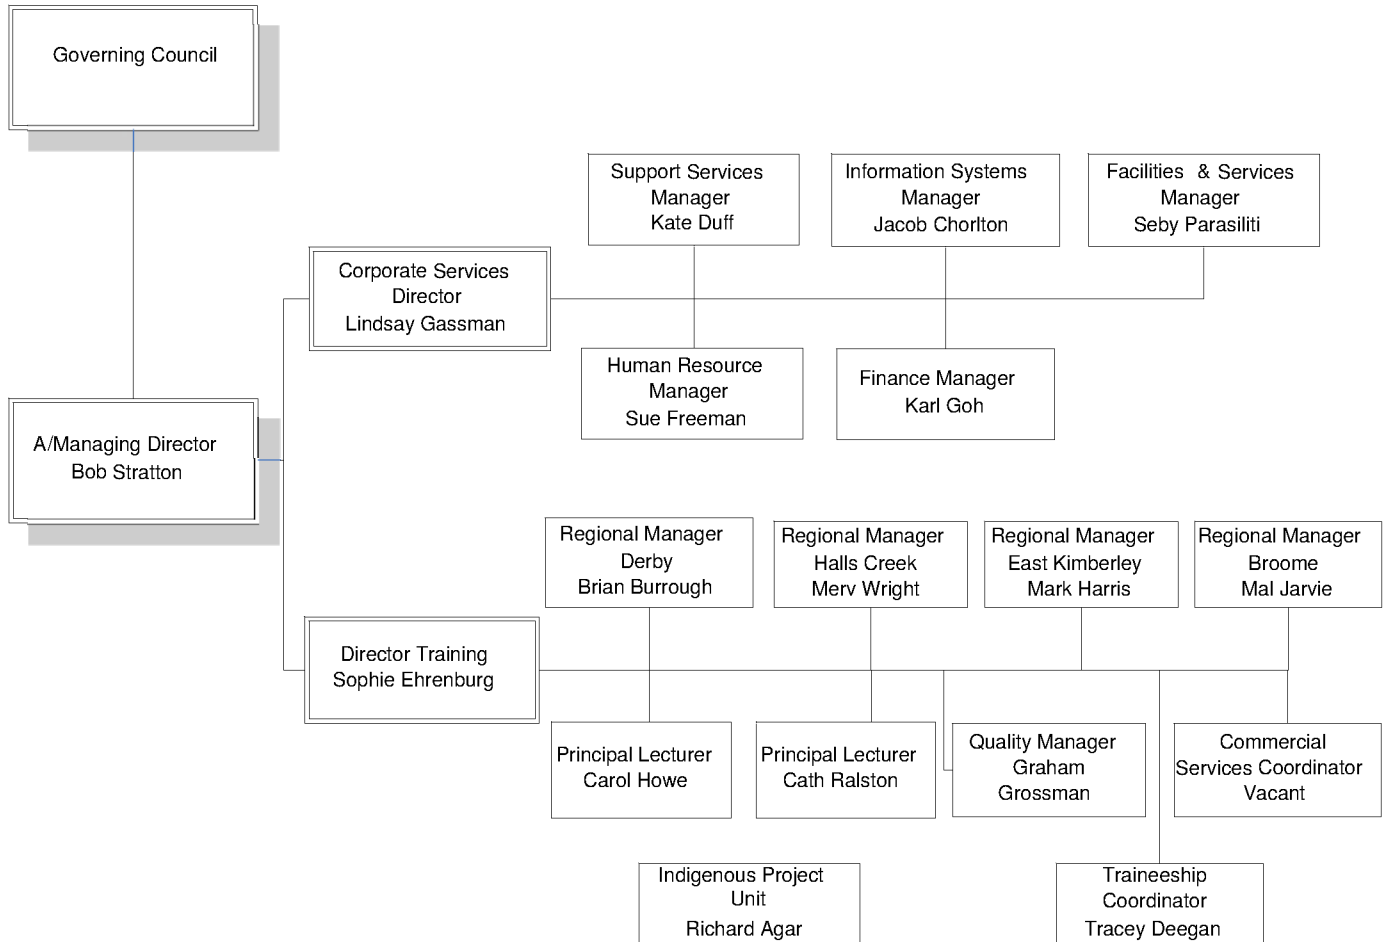 Governing Council
Support Services
Manager
Kate Duff
Information Systems
Manager
Jacob Chorlton
Facilities & Services
Manager
Seby Parasiliti
Corporate Services
Director
Lindsay Gassman
Human Resource
Manager
Sue Freeman
Finance Manager
Karl Goh
A/Managing Director
Bob Stratton
Regional Manager
Derby
Brian Burrough
Regional Manager
Halls Creek
Merv Wright
Regional Manager
East Kimberley
Mark Harris
Regional Manager
Broome
Mal Jarvie
Director Training
Sophie Ehrenburg
Principal Lecturer
Carol Howe
Principal Lecturer
Cath Ralston
Quality Manager
Graham
Grossman
Commercial
Services Coordinator
Vacant
Indigenous Project
Unit
Richard Agar
Traineeship
Coordinator
Tracey Deegan